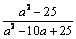 a² − 25
a² − 10a + 25